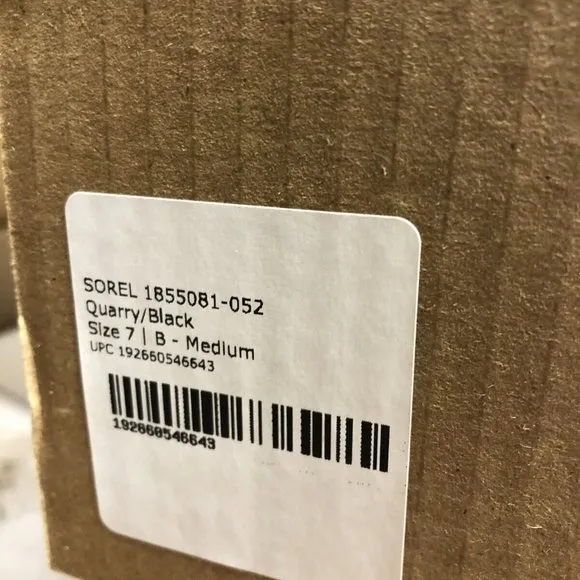 SOREL 1855081-052
Quarry/Black
Size 7 | B - Medium
UPC 192660546643
192660546643